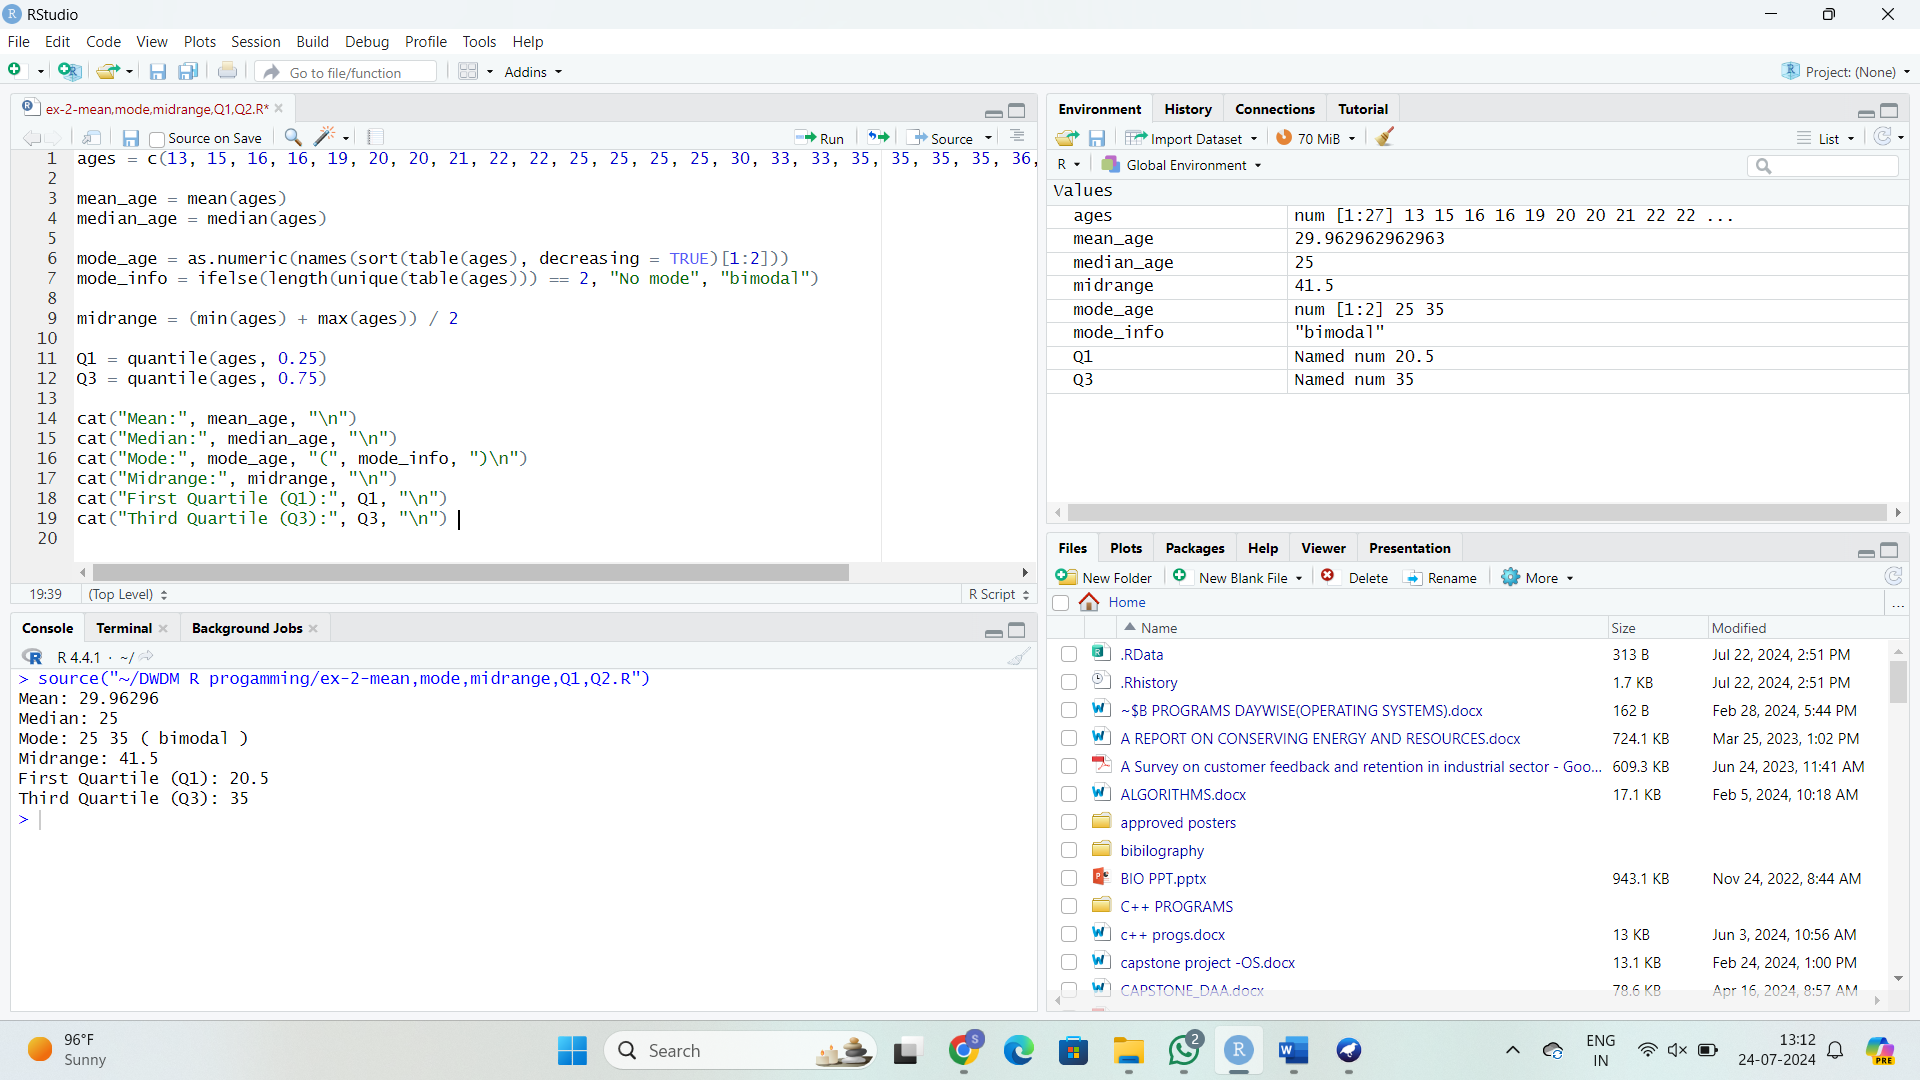 RStudio
File Edit Code View Plots Session Build Debug Profile Tools Help
Go to file/function Addins Project: (None)
ex-2-mean,mode,midrange,Q1,Q2.R*
Source on Save Run Source
1 ages = c(13, 15, 16, 16, 19, 20, 20, 21, 22, 22, 25, 25, 25, 25, 30, 33, 33, 35, 35, 35, 35, 36,
2
3 mean_age = mean(ages)
4 median_age = median(ages)
5
6 mode_age = as.numeric(names(sort(table(ages), decreasing = TRUE)[1:2]))
7 mode_info = ifelse(length(unique(table(ages))) == 2, "No mode", "bimodal")
8
9 midrange = (min(ages) + max(ages)) / 2
10
11 Q1 = quantile(ages, 0.25)
12 Q3 = quantile(ages, 0.75)
13
14 cat("Mean:", mean_age, "\n")
15 cat("Median:", median_age, "\n")
16 cat("Mode:", mode_age, "(", mode_info, ")\n")
17 cat("Midrange:", midrange, "\n")
18 cat("First Quartile (Q1):", Q1, "\n")
19 cat("Third Quartile (Q3):", Q3, "\n")
20
19:39 (Top Level) R Script
Console Terminal Background Jobs
R 4.4.1 · ~/
> source("~/DWDM R progamming/ex-2-mean,mode,midrange,Q1,Q2.R")
Mean: 29.96296
Median: 25
Mode: 25 35 ( bimodal )
Midrange: 41.5
First Quartile (Q1): 20.5
Third Quartile (Q3): 35
>
Environment History Connections Tutorial
Import Dataset 70 MiB List
R Global Environment
Values
ages num [1:27] 13 15 16 16 19 20 20 21 22 22 ...
mean_age 29.962962962963
median_age 25
midrange 41.5
mode_age num [1:2] 25 35
mode_info "bimodal"
Q1 Named num 20.5
Q3 Named num 35
Files Plots Packages Help Viewer Presentation
New Folder New Blank File Delete Rename More
Home ...
Name Size Modified
.RData 313 B Jul 22, 2024, 2:51 PM
.Rhistory 1.7 KB Jul 22, 2024, 2:51 PM
~$B PROGRAMS DAYWISE(OPERATING SYSTEMS).docx 162 B Feb 28, 2024, 5:44 PM
A REPORT ON CONSERVING ENERGY AND RESOURCES.docx 724.1 KB Mar 25, 2023, 1:02 PM
A Survey on customer feedback and retention in industrial sector - Goo... 609.3 KB Jun 24, 2023, 11:41 AM
ALGORITHMS.docx 17.1 KB Feb 5, 2024, 10:18 AM
approved posters
bibilography
BIO PPT.pptx 943.1 KB Nov 24, 2022, 8:44 AM
C++ PROGRAMS
c++ progs.docx 13 KB Jun 3, 2024, 10:56 AM
capstone project -OS.docx 13.1 KB Feb 24, 2024, 1:00 PM
CAPSTONE_DAA.docx 78.6 KB Apr 16, 2024, 8:57 AM
96°F
Sunny
Search
S
2
ENG
IN
13:12
24-07-2024
PRE